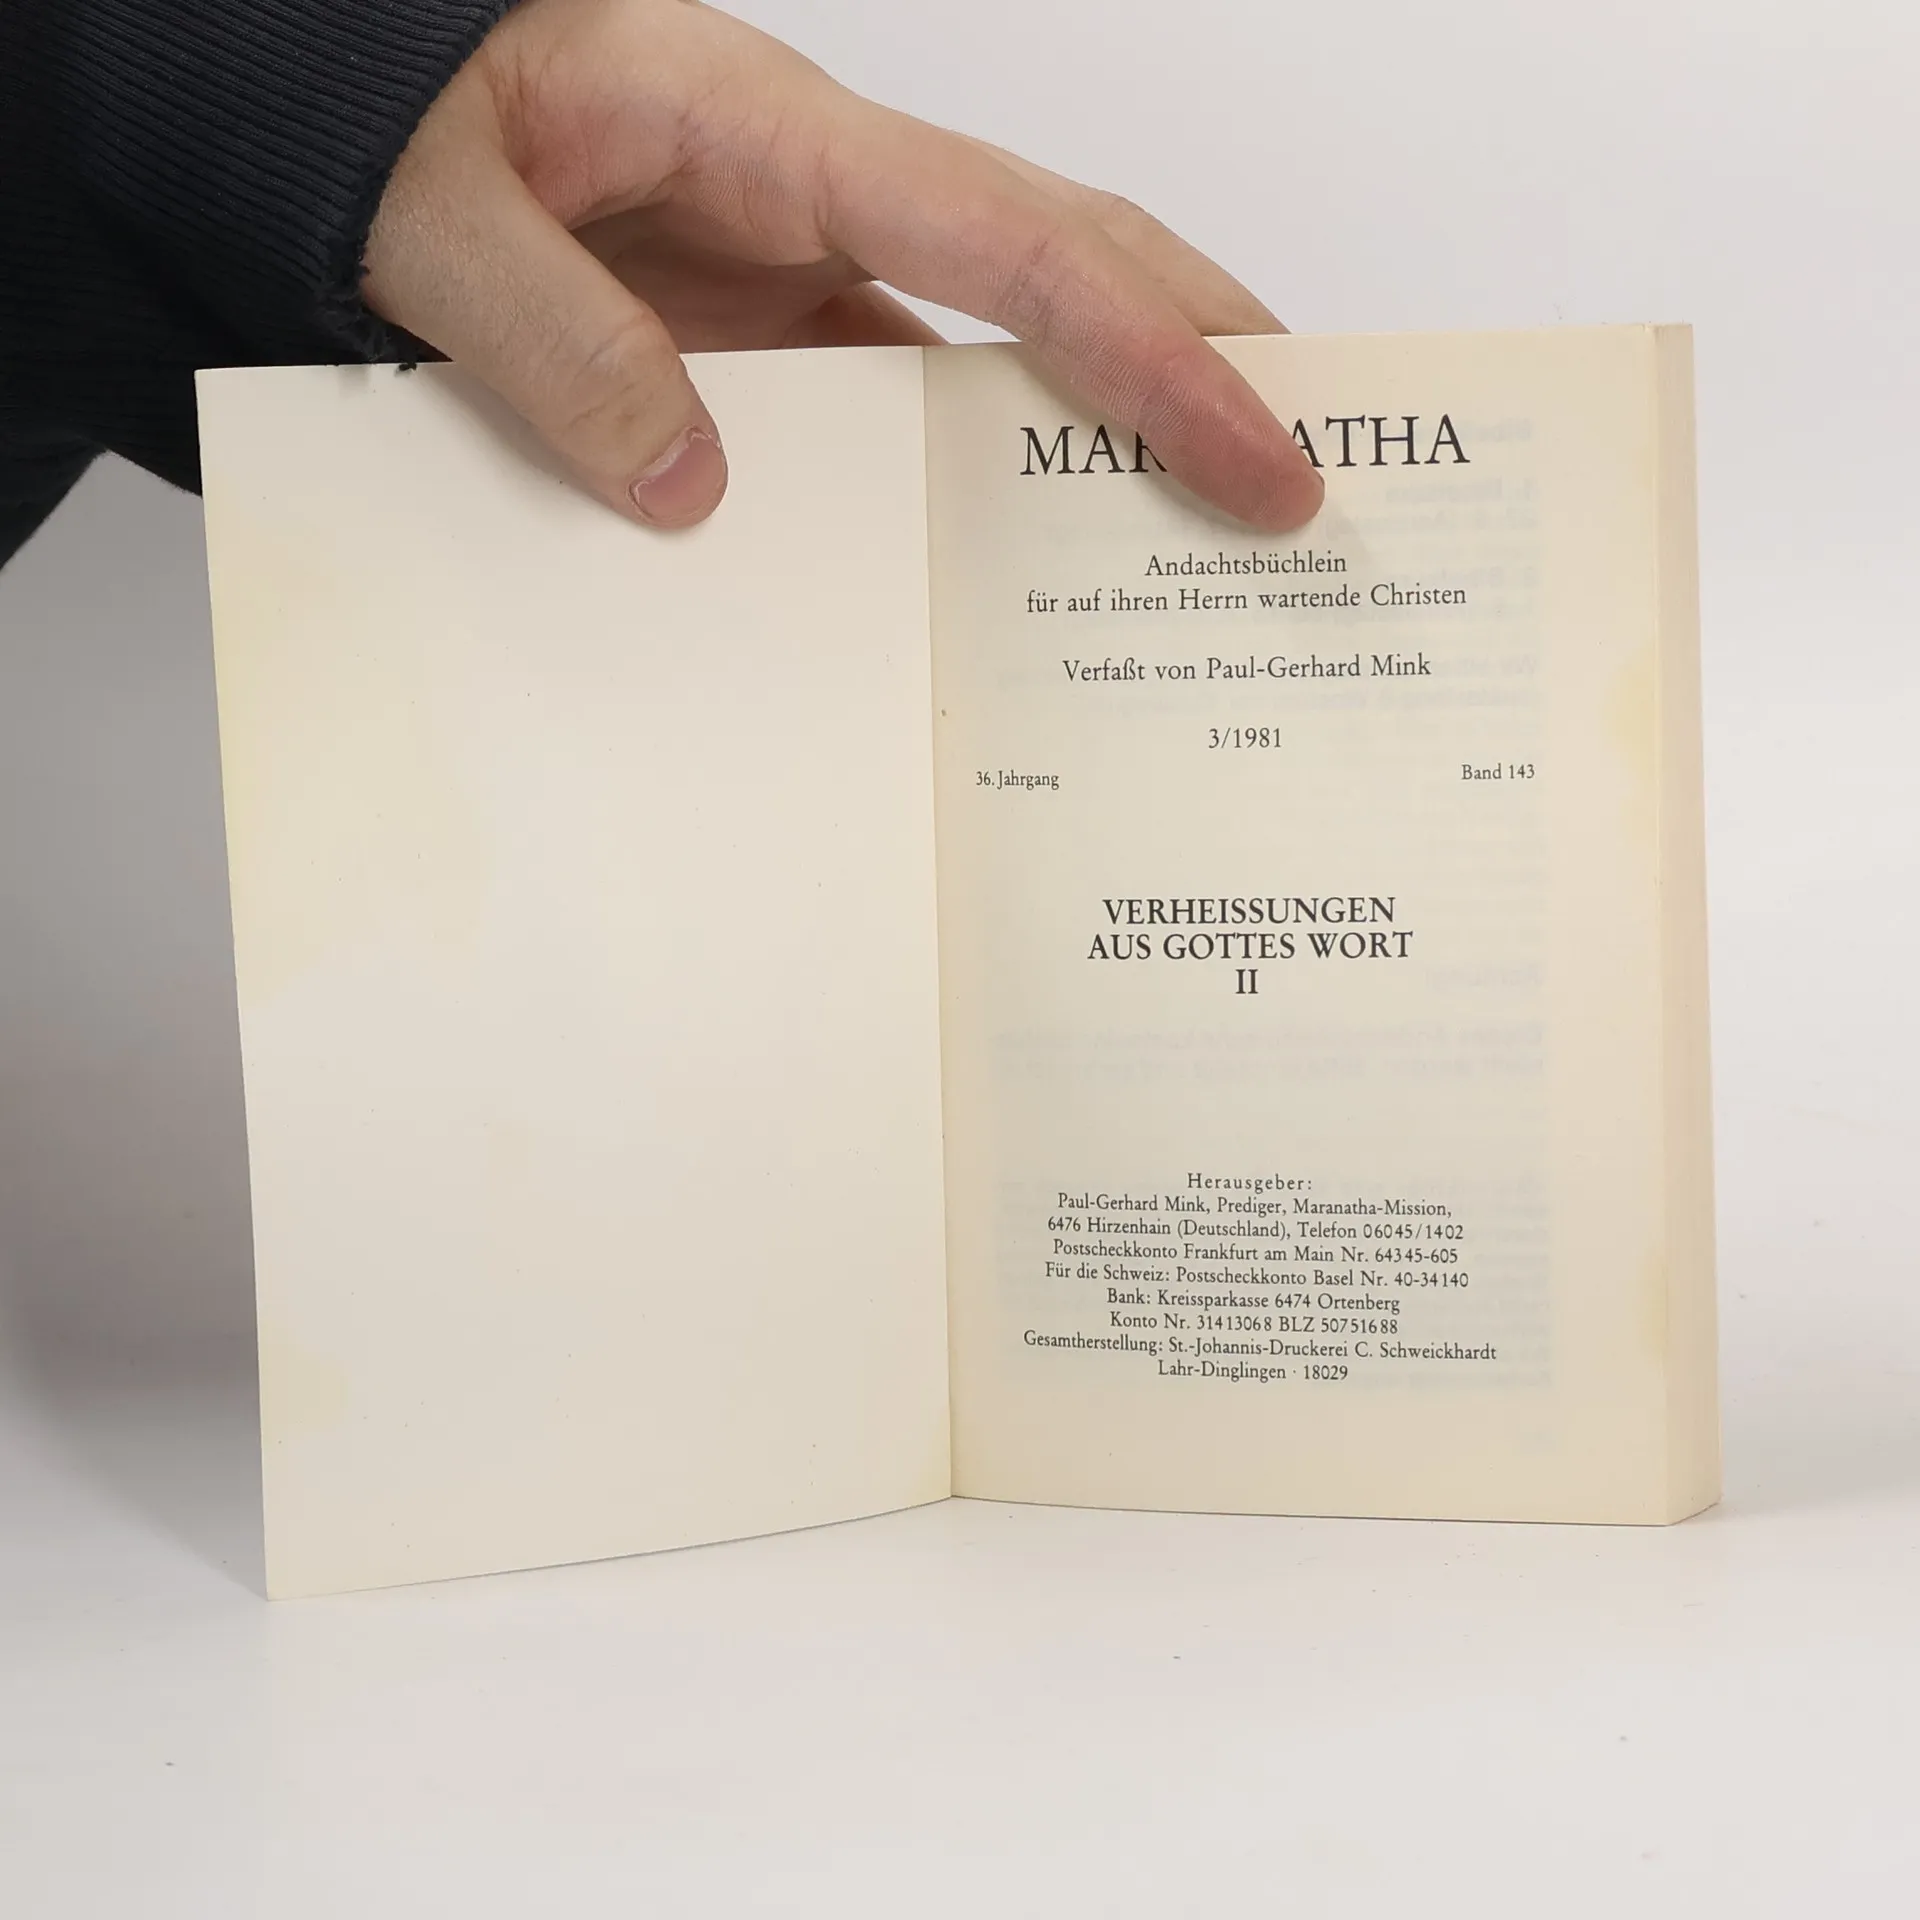 MARANATHA
Andachtsbüchlein
für auf ihren Herrn wartende Christen
Verfaßt von Paul-Gerhard Mink
3/1981
36. Jahrgang
Band 143
VERHEISSUNGEN
AUS GOTTES WORT
II
Herausgeber:
Paul-Gerhard Mink, Prediger, Maranatha-Mission,
6476 Hirzenhain (Deutschland), Telefon 06045/1402
Postscheckkonto Frankfurt am Main Nr. 64345-605
Für die Schweiz: Postscheckkonto Basel Nr. 40-34140
Bank: Kreissparkasse 6474 Ortenberg
Konto Nr. 31413068 BLZ 50751688
Gesamtherstellung: St.-Johannis-Druckerei C. Schweickhardt
Lahr-Dinglingen · 18029